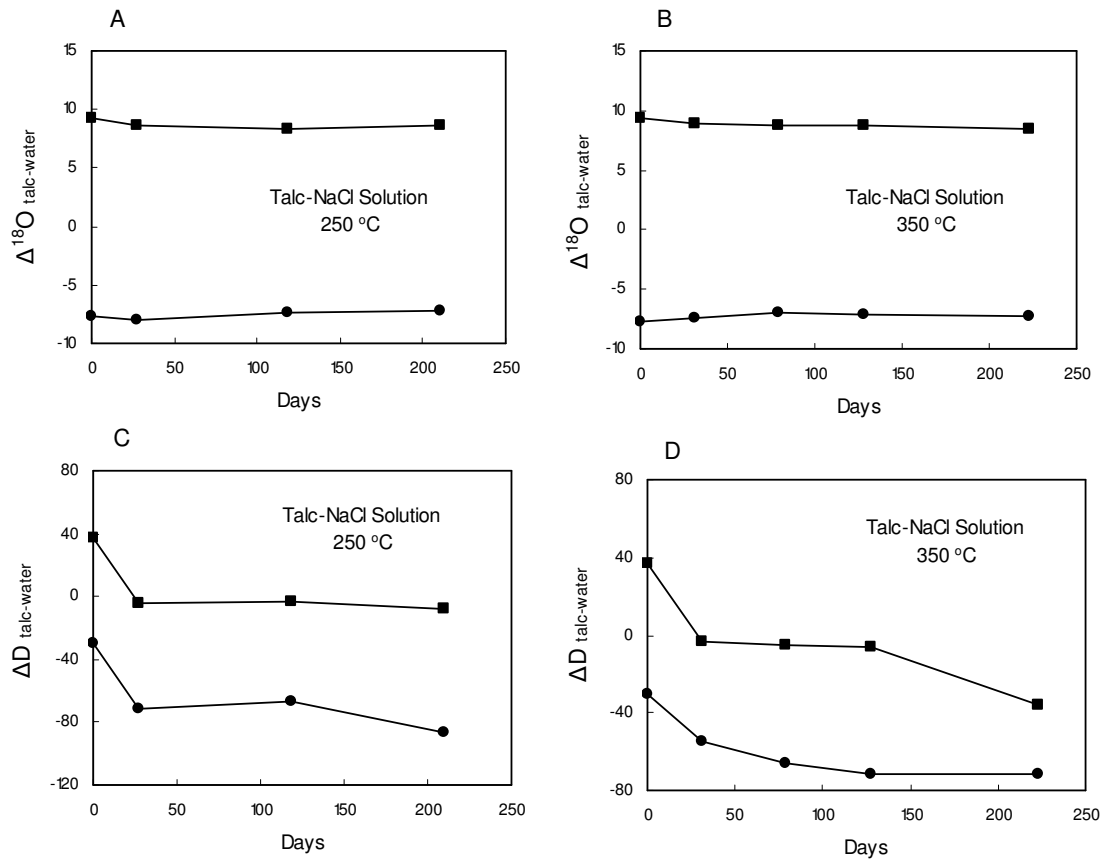 A
15
10
5
0
-5
-10
0 50 100 150 200 250
Days
Δ¹⁸O talc-water
Talc-NaCl Solution
250 °C
B
15
10
5
0
-5
-10
0 50 100 150 200 250
Days
Δ¹⁸O talc-water
Talc-NaCl Solution
350 °C
C
80
40
0
-40
-80
-120
0 50 100 150 200 250
Days
ΔD talc-water
Talc-NaCl Solution
250 °C
D
80
40
0
-40
-80
0 50 100 150 200 250
Days
ΔD talc-water
Talc-NaCl Solution
350 °C